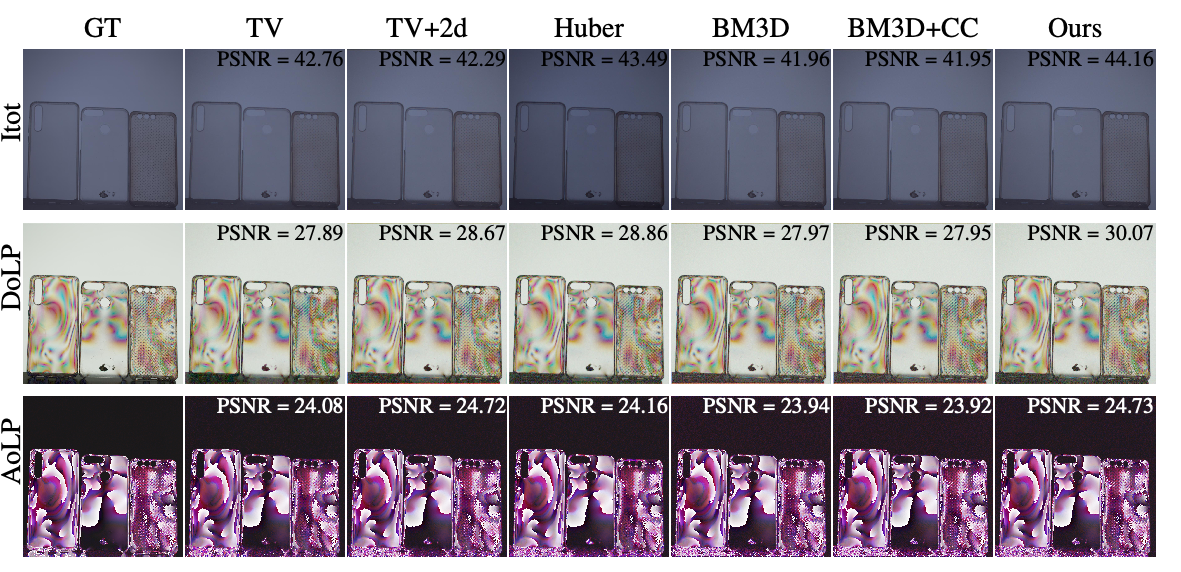 GT TV TV+2d Huber BM3D BM3D+CC Ours
Itot
PSNR = 42.76 PSNR = 42.29 PSNR = 43.49 PSNR = 41.96 PSNR = 41.95 PSNR = 44.16
DoLP
PSNR = 27.89 PSNR = 28.67 PSNR = 28.86 PSNR = 27.97 PSNR = 27.95 PSNR = 30.07
AoLP
PSNR = 24.08 PSNR = 24.72 PSNR = 24.16 PSNR = 23.94 PSNR = 23.92 PSNR = 24.73